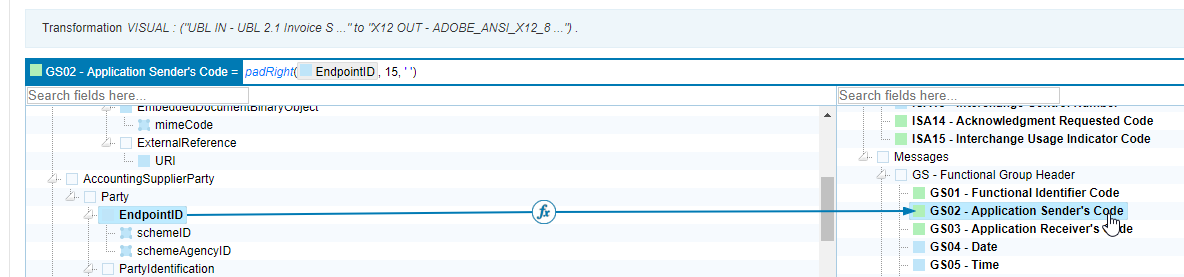 Transformation VISUAL : ("UBL IN - UBL 2.1 Invoice S ..." to "X12 OUT - ADOBE_ANSI_X12_8 ...") .
GS02 - Application Sender's Code = padRight( EndpointID , 15, ' ')
Search fields here...
EmbeddedDocumentBinaryObject
mimeCode
ExternalReference
URI
AccountingSupplierParty
Party
EndpointID
schemeID
schemeAgencyID
PartyIdentification
fx
Search fields here...
ISA13 - Interchange Control Number
ISA14 - Acknowledgment Requested Code
ISA15 - Interchange Usage Indicator Code
Messages
GS - Functional Group Header
GS01 - Functional Identifier Code
GS02 - Application Sender's Code
GS03 - Application Receiver's Code
GS04 - Date
GS05 - Time